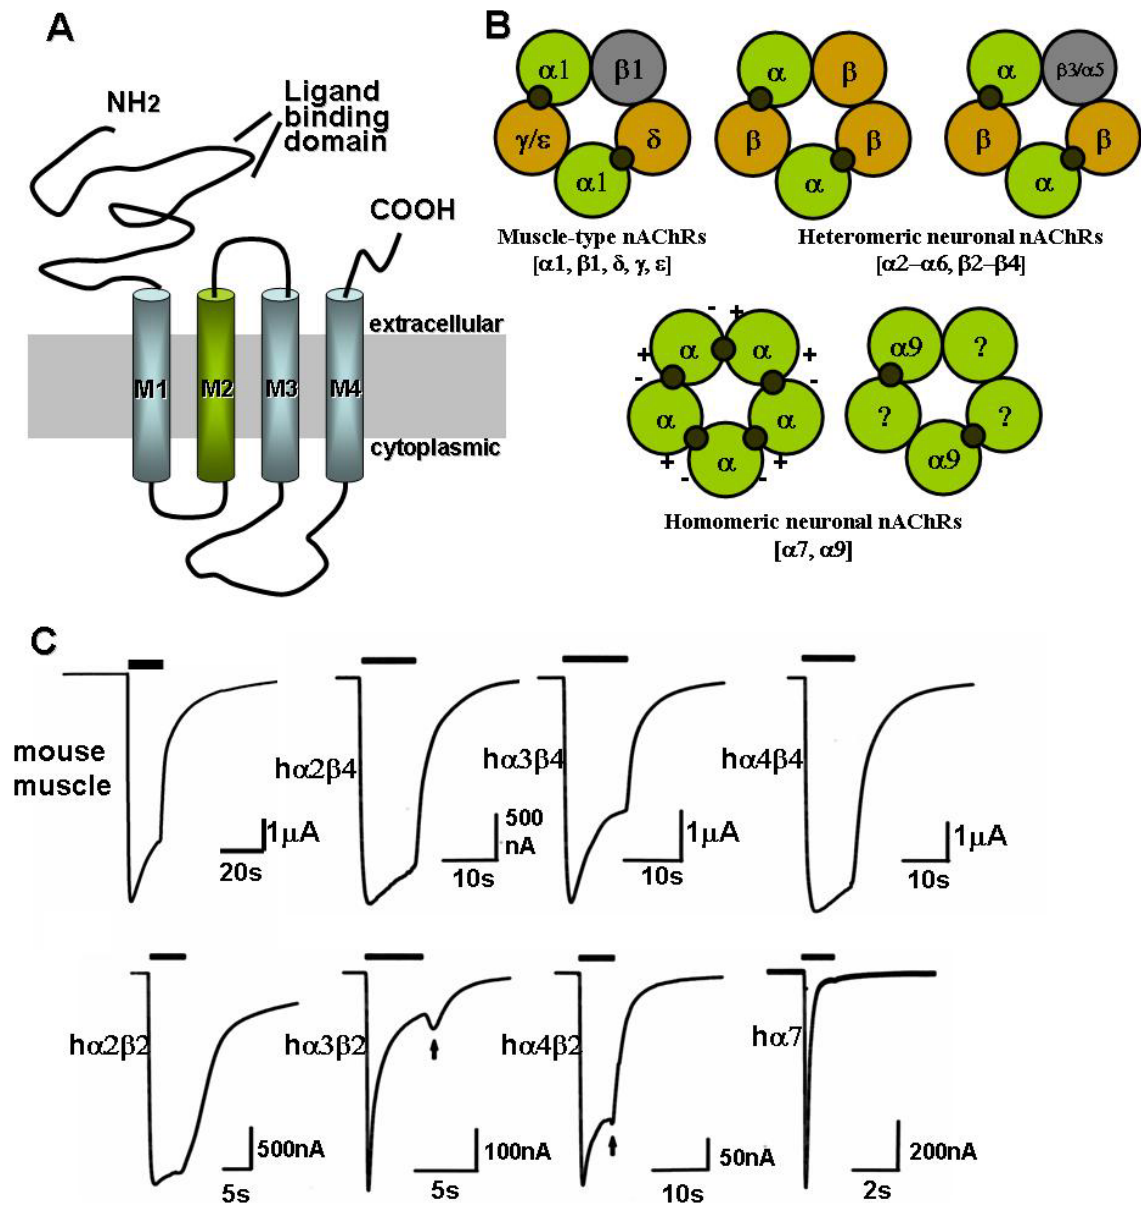 A
NH2
Ligand
binding
domain
COOH
extracellular
M1
M2
M3
M4
cytoplasmic
B
α1
β1
γ/ε
δ
α1
α
β
β
β
α
α
β3/α5
β
β
α
Muscle-type nAChRs
[α1, β1, δ, γ, ε]
Heteromeric neuronal nAChRs
[α2–α6, β2–β4]
- +
α
α
+
+
-
-
α
α
α
+
+
-
-
α9
?
?
?
α9
Homomeric neuronal nAChRs
[α7, α9]
C
mouse
muscle
1μA
20s
hα2β4
500
nA
10s
hα3β4
1μA
10s
hα4β4
1μA
10s
hα2β2
500nA
5s
hα3β2
100nA
5s
hα4β2
50nA
10s
hα7
200nA
2s